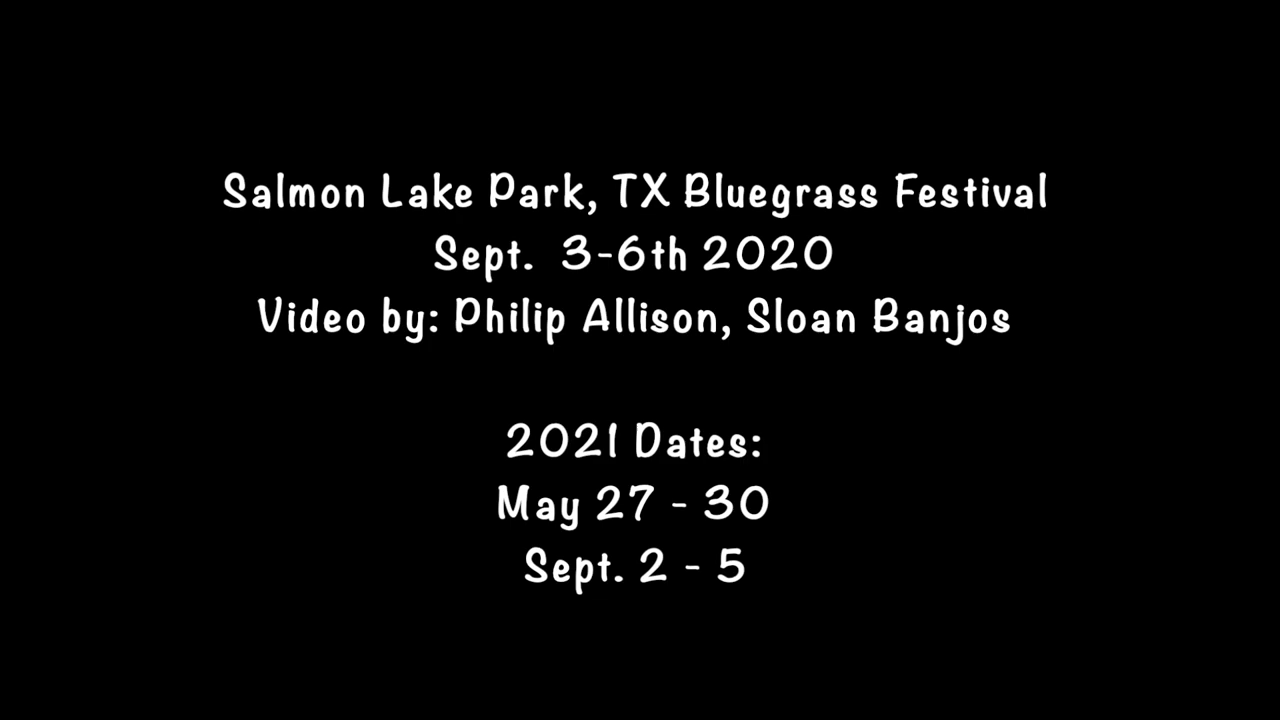 Salmon Lake Park, TX Bluegrass Festival
Sept. 3-6th 2020
Video by: Philip Allison, Sloan Banjos
2021 Dates:
May 27 - 30
Sept. 2 - 5